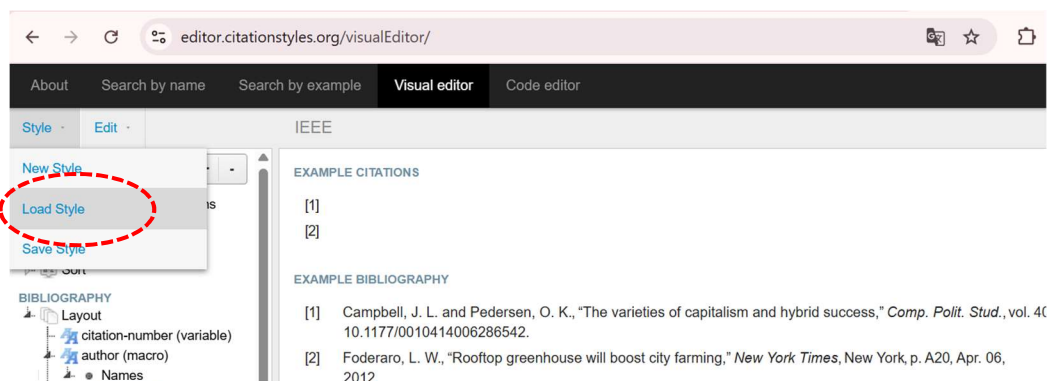 editor.citationstyles.org/visualEditor/
About Search by name Search by example Visual editor Code editor
Style Edit IEEE
New Style
Load Style
Save Style
Sort
BIBLIOGRAPHY
Layout
citation-number (variable)
author (macro)
Names
EXAMPLE CITATIONS
[1]
[2]
EXAMPLE BIBLIOGRAPHY
[1] Campbell, J. L. and Pedersen, O. K., “The varieties of capitalism and hybrid success,” Comp. Polit. Stud., vol. 40
10.1177/0010414006286542.
[2] Foderaro, L. W., “Rooftop greenhouse will boost city farming,” New York Times, New York, p. A20, Apr. 06,
2012